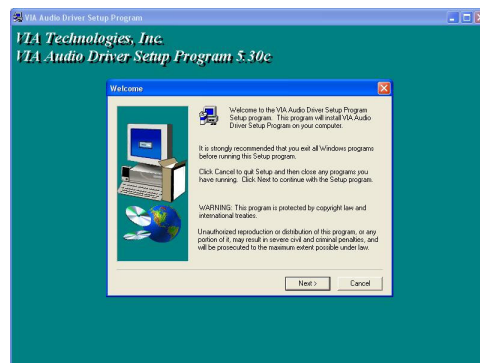 VIA Audio Driver Setup Program
VIA Technologies, Inc.
VIA Audio Driver Setup Program 5.30c
Welcome
Welcome to the VIA Audio Driver Setup Program
Setup program. This program will install VIA Audio
Driver Setup Program on your computer.
It is strongly recommended that you exit all Windows programs
before running this Setup program.
Click Cancel to quit Setup and then close any programs you
have running. Click Next to continue with the Setup program.
WARNING: This program is protected by copyright law and
international treaties.
Unauthorized reproduction or distribution of this program, or any
portion of it, may result in severe civil and criminal penalties, and
will be prosecuted to the maximum extent possible under law.
Next >
Cancel